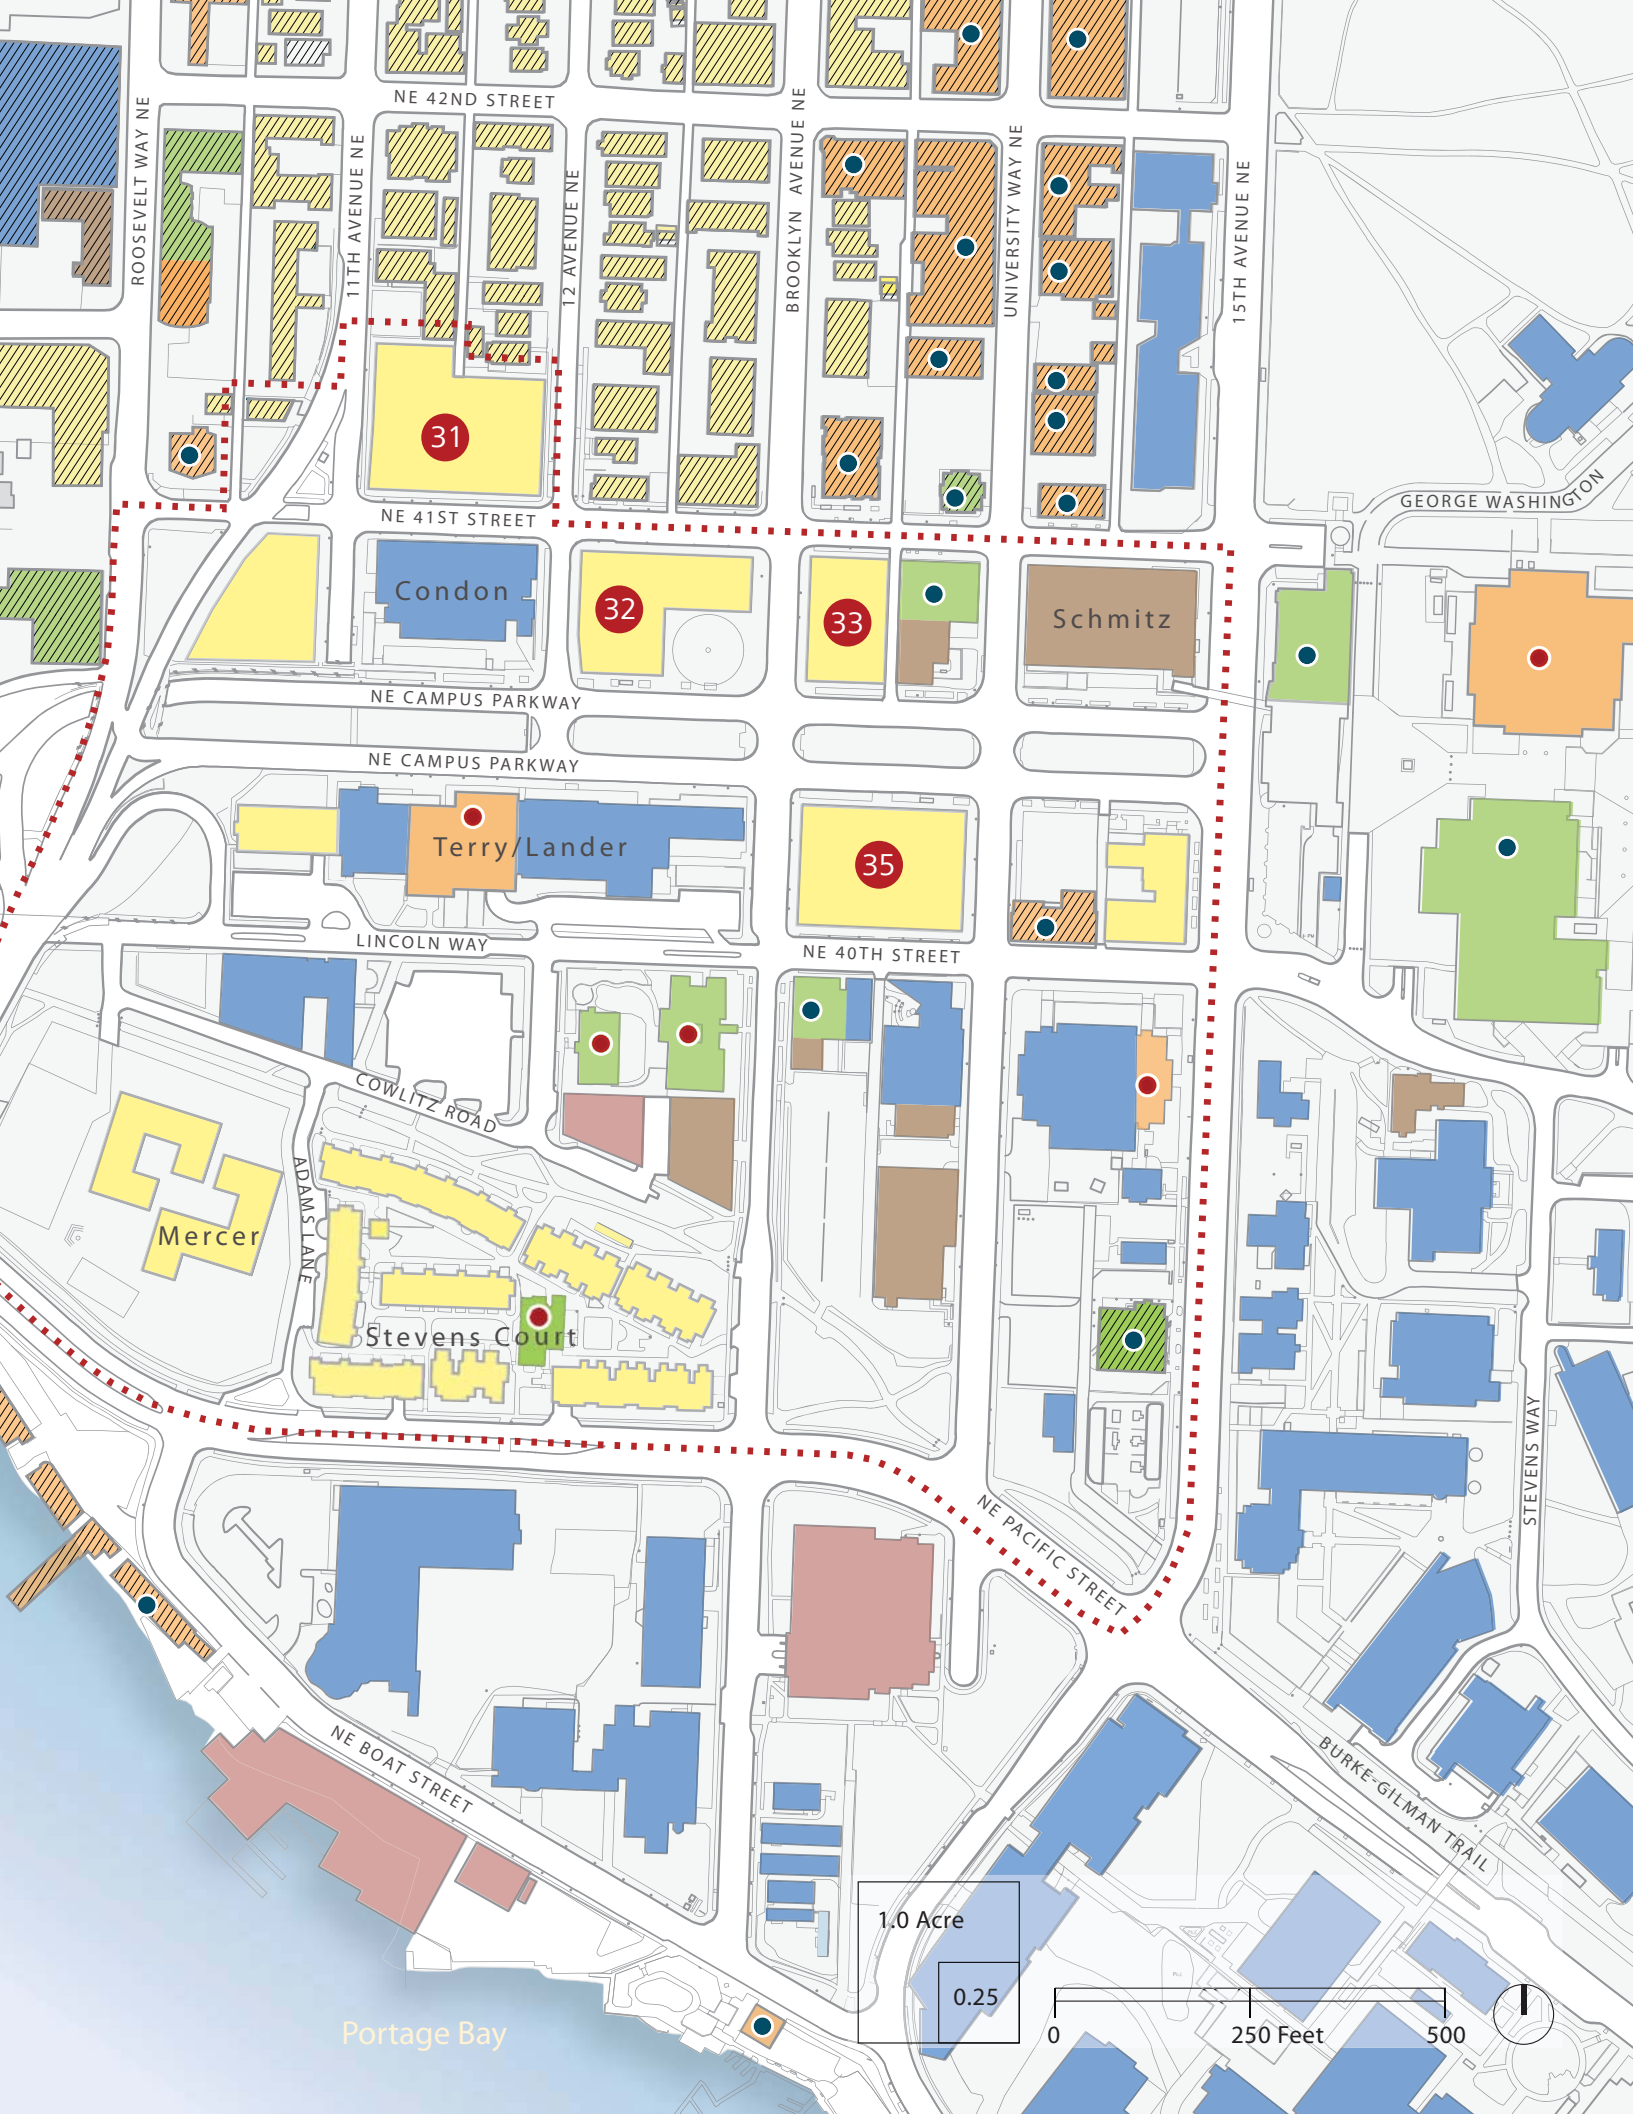 NE 42ND STREET
ROOSEVELT WAY NE
11TH AVENUE NE
12 AVENUE NE
BROOKLYN AVENUE NE
UNIVERSITY WAY NE
15TH AVENUE NE
31
NE 41ST STREET
GEORGE WASHINGTON
Condon
32
33
Schmitz
NE CAMPUS PARKWAY
NE CAMPUS PARKWAY
Terry/Lander
35
LINCOLN WAY
NE 40TH STREET
COWLITZ ROAD
ADAMS LANE
Mercer
Stevens Court
STEVENS WAY
NE PACIFIC STREET
NE BOAT STREET
BURKE-GILMAN TRAIL
1.0 Acre
0.25
Portage Bay
0 250 Feet 500